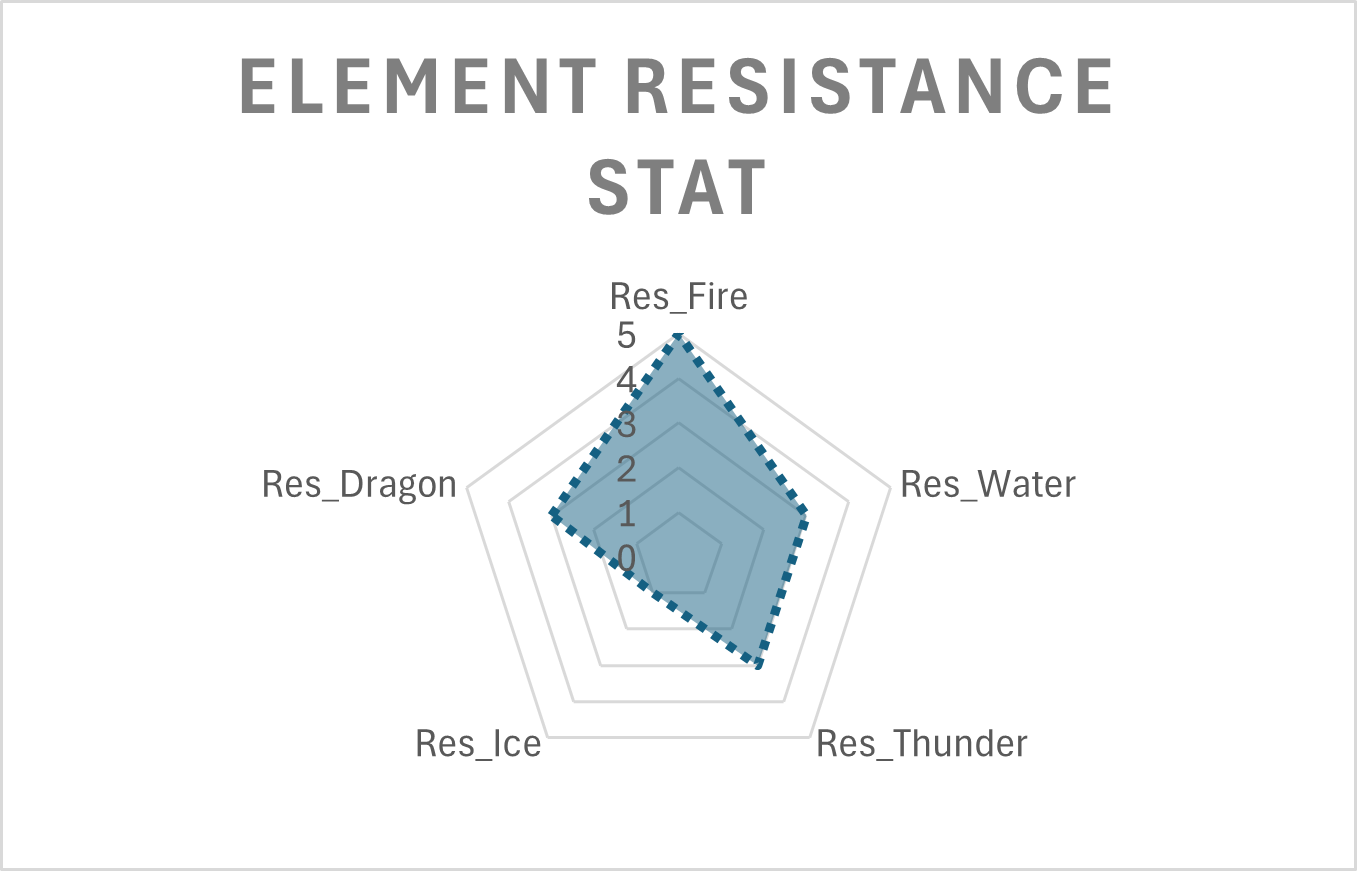 ELEMENT RESISTANCE
STAT
Res_Fire
5
4
3
2
1
0
Res_Dragon
Res_Water
Res_Ice
Res_Thunder